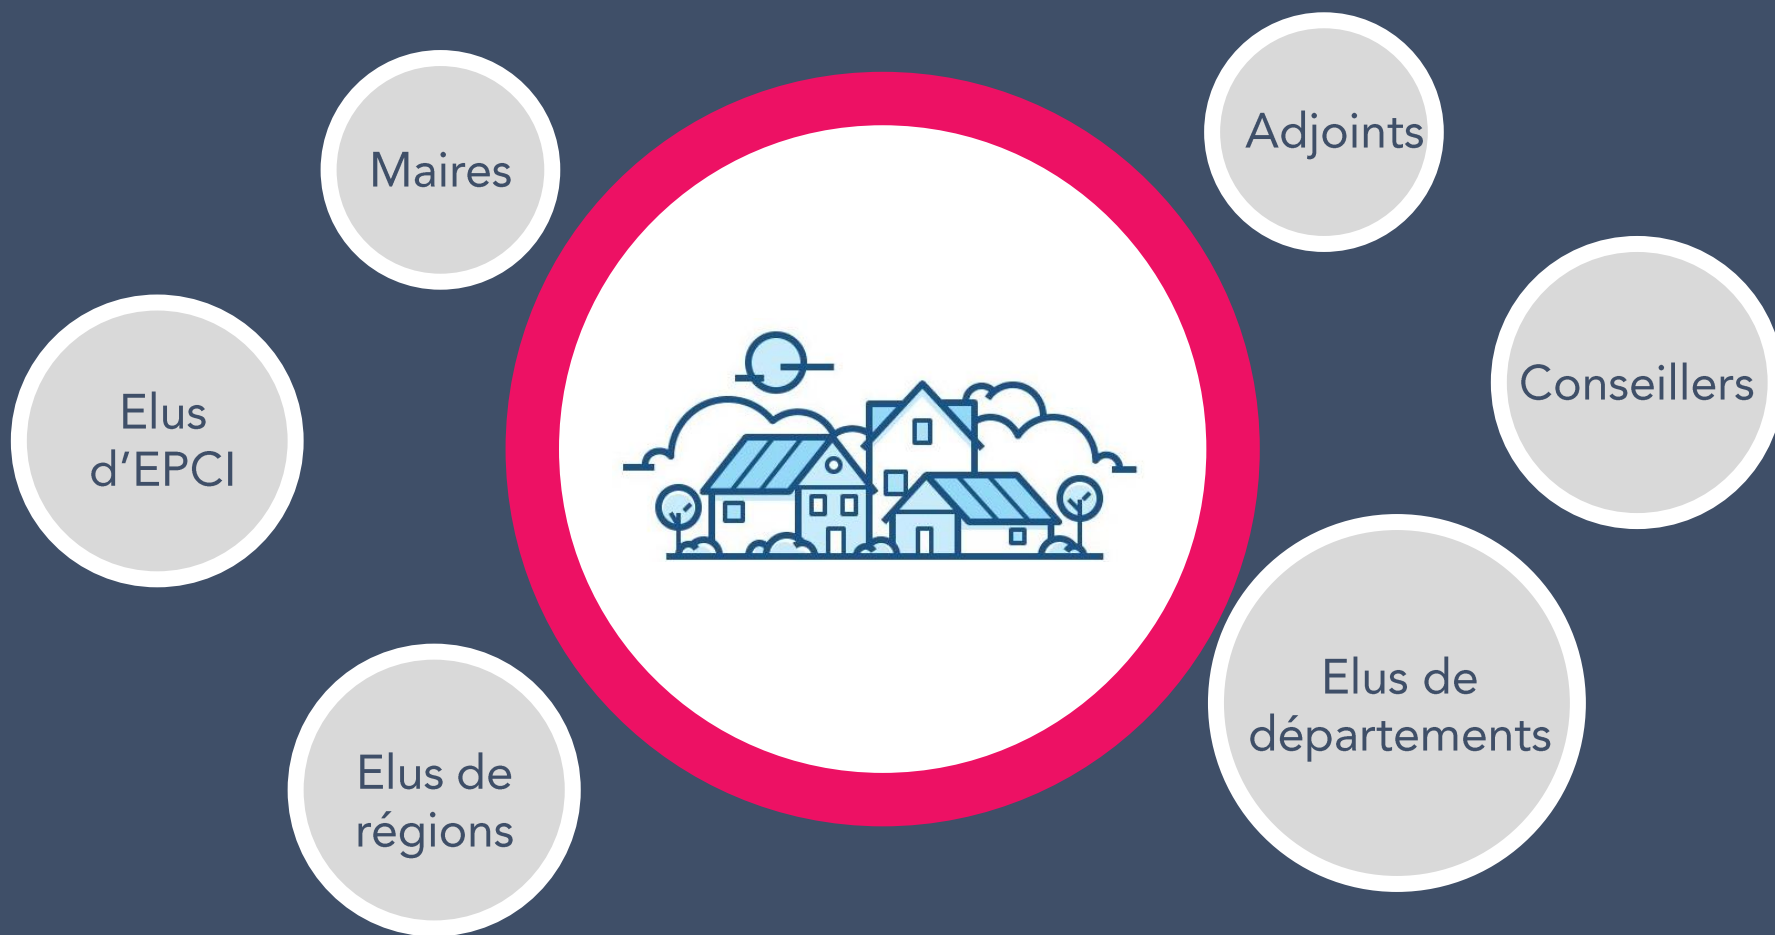 Maires
Adjoints
Elus
d’EPCI
Conseillers
Elus de
régions
Elus de
départements